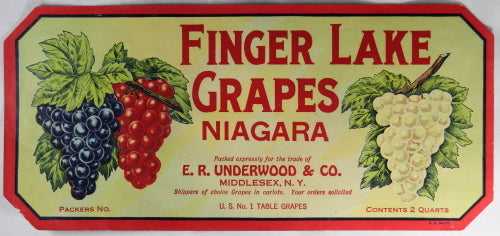 FINGER LAKE
GRAPES
NIAGARA
Packed expressly for the trade of
E. R. UNDERWOOD & CO.
MIDDLESEX, N. Y.
Shippers of choice Grapes in carlots. Your orders solicited
U. S. No. 1 TABLE GRAPES
PACKERS NO.
CONTENTS 2 QUARTS